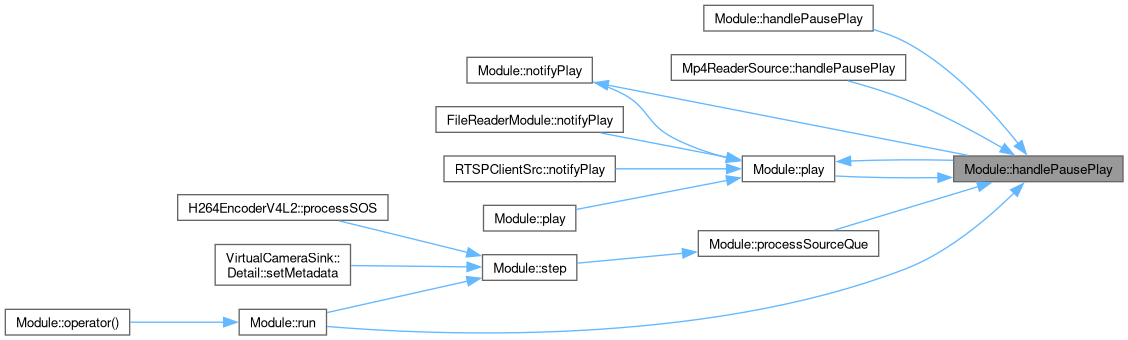 Module::handlePausePlay
Mp4ReaderSource::handlePausePlay
Module::notifyPlay
FileReaderModule::notifyPlay
RTSPClientSrc::notifyPlay
Module::play
Module::handlePausePlay
Module::play
H264EncoderV4L2::processSOS
Module::processSourceQue
VirtualCameraSink::
Detail::setMetadata
Module::step
Module::operator()
Module::run